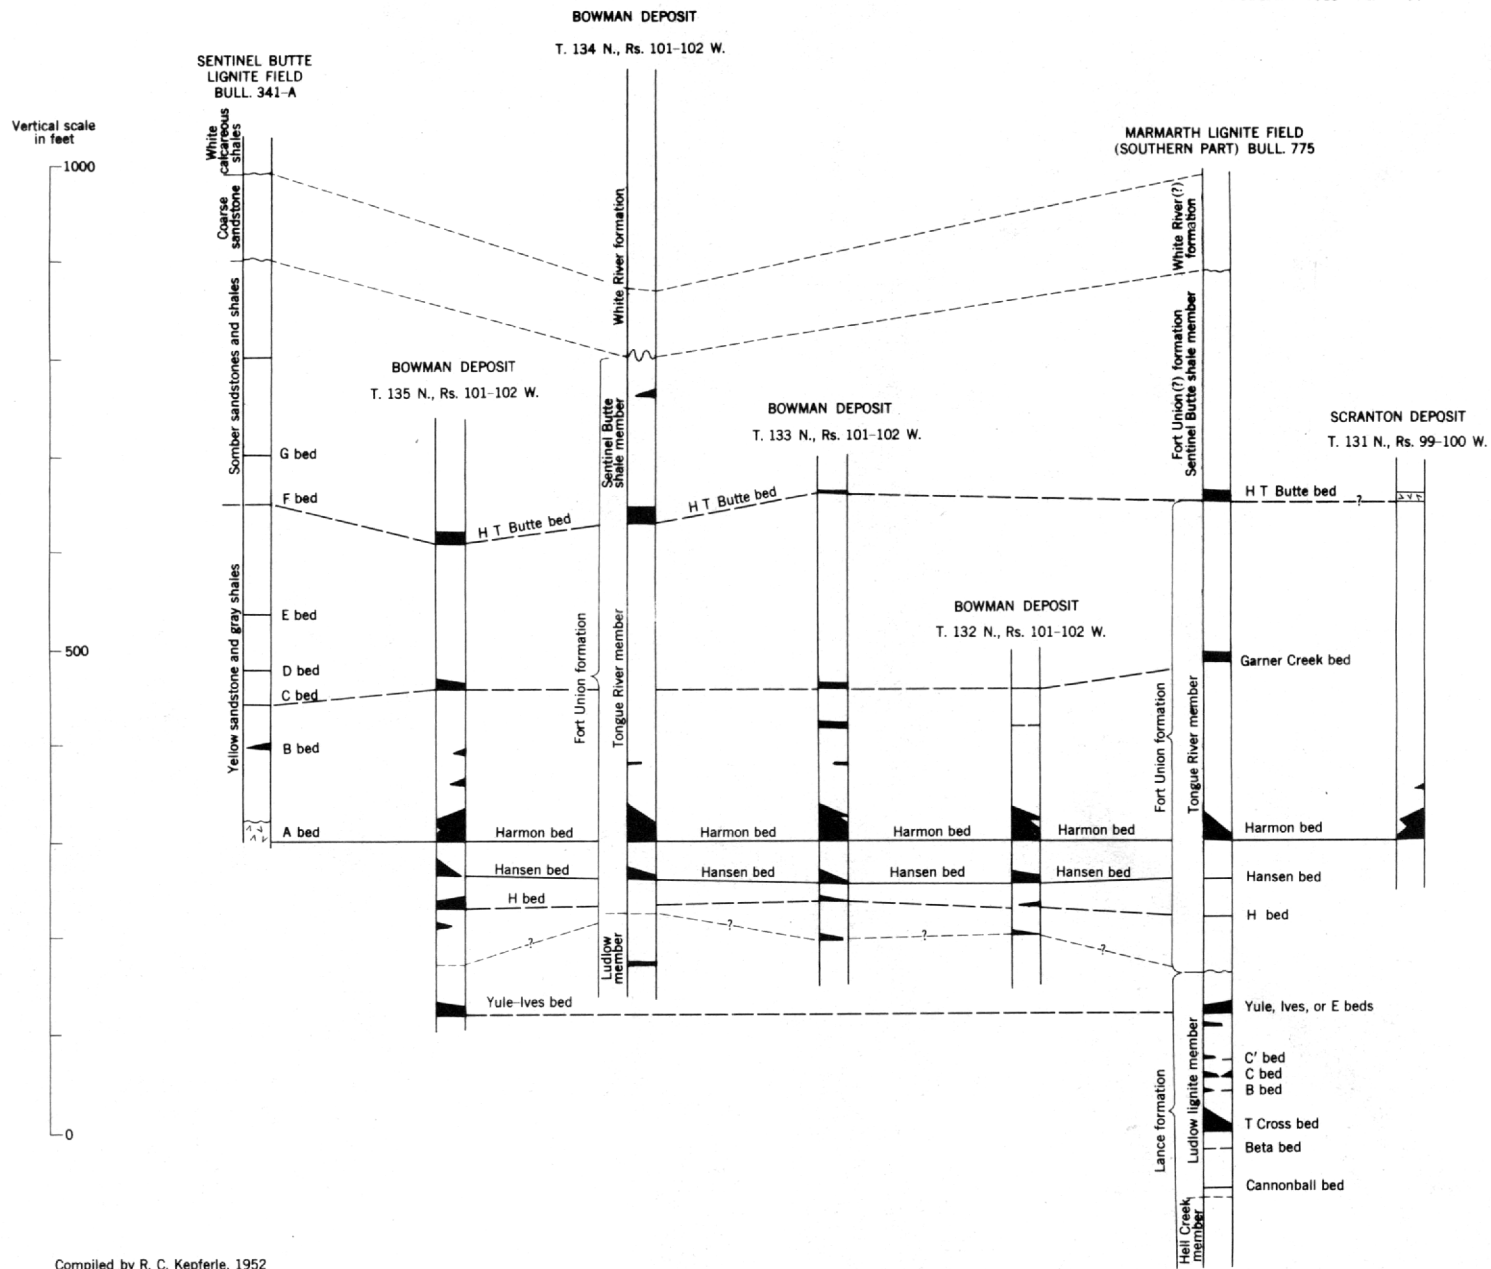 BOWMAN DEPOSIT
T. 134 N., Rs. 101-102 W.
SENTINEL BUTTE
LIGNITE FIELD
BULL. 341-A
Vertical scale
in feet
1000
500
0
White
calcareous
shales
Coarse
sandstone
Somber sandstones and shales
Yellow sandstone and gray shales
G bed
F bed
E bed
D bed
C bed
B bed
A bed
BOWMAN DEPOSIT
T. 135 N., Rs. 101-102 W.
H T Butte bed
Harmon bed
Hansen bed
H bed
?
Yule-Ives bed
White River formation
Sentinel Butte
shale member
Fort Union formation
Tongue River member
Ludlow
member
H T Butte bed
Harmon bed
Hansen bed
?
BOWMAN DEPOSIT
T. 133 N., Rs. 101-102 W.
Harmon bed
Hansen bed
?
BOWMAN DEPOSIT
T. 132 N., Rs. 101-102 W.
Harmon bed
Hansen bed
?
MARMARTH LIGNITE FIELD
(SOUTHERN PART) BULL. 775
White River(?)
formation
Fort Union(?) formation
Sentinel Butte shale member
Fort Union formation
Tongue River member
Lance formation
Ludlow lignite member
Hell Creek
member
H T Butte bed
?
Garner Creek bed
Harmon bed
Hansen bed
H bed
Yule, Ives, or E beds
C' bed
C bed
B bed
T Cross bed
Beta bed
Cannonball bed
SCRANTON DEPOSIT
T. 131 N., Rs. 99-100 W.
Compiled by R. C. Kepferle, 1952